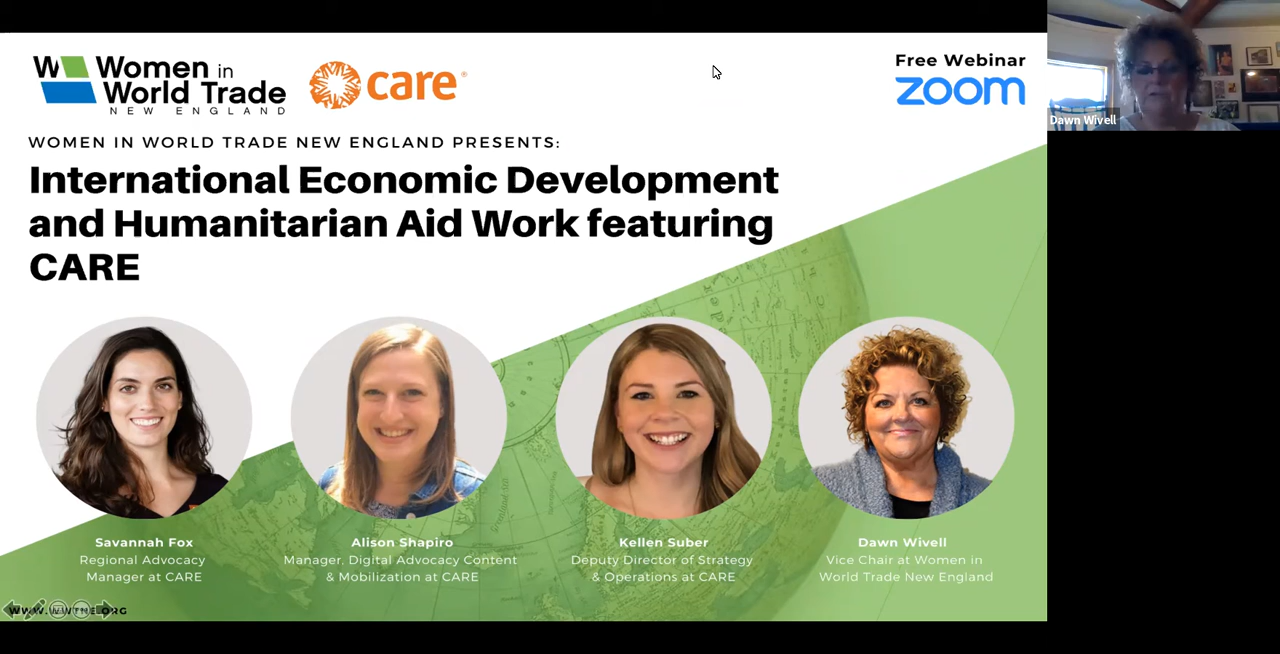 Women in
World Trade
NEW ENGLAND
care
Free Webinar
zoom
Dawn Wivell
WOMEN IN WORLD TRADE NEW ENGLAND PRESENTS:
International Economic Development
and Humanitarian Aid Work featuring
CARE
Savannah Fox
Regional Advocacy
Manager at CARE
Alison Shapiro
Manager, Digital Advocacy Content
& Mobilization at CARE
Kellen Suber
Deputy Director of Strategy
& Operations at CARE
Dawn Wivell
Vice Chair at Women in
World Trade New England
WWW.WWTNE.ORG